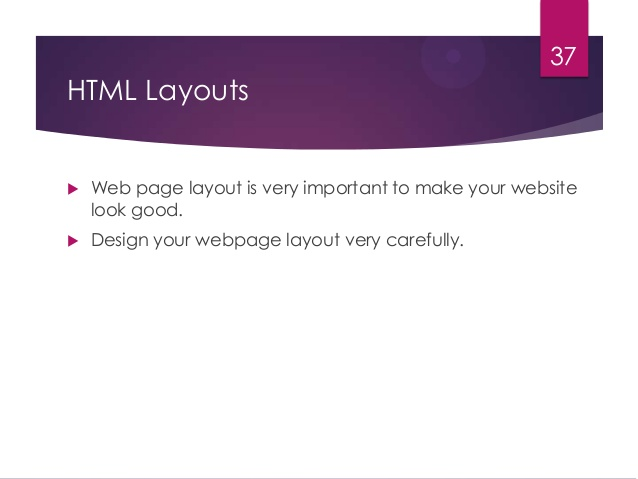 37
HTML Layouts
Web page layout is very important to make your website
look good.
Design your webpage layout very carefully.